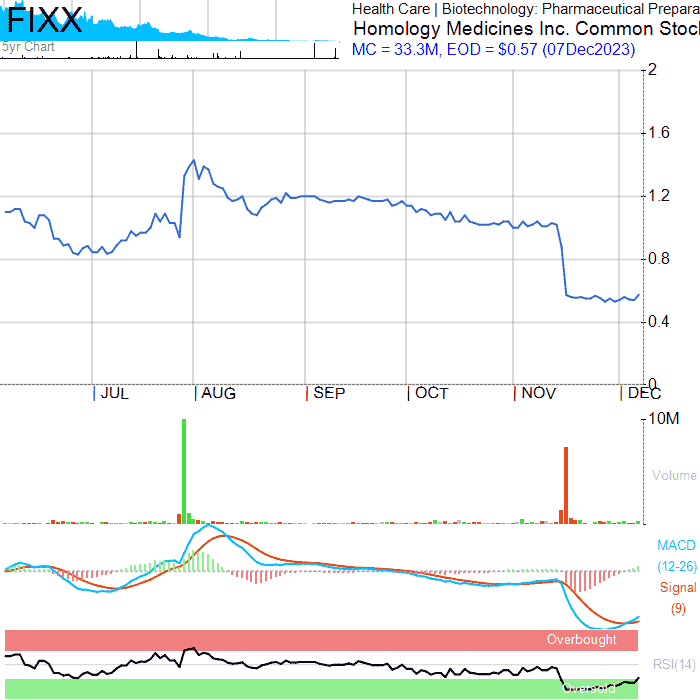 FIXX
5yr Chart
Health Care | Biotechnology: Pharmaceutical Prepara
Homology Medicines Inc. Common Stoc
MC = 33.3M, EOD = $0.57 (07Dec2023)
2
1.6
1.2
0.8
0.4
0
JUL AUG SEP OCT NOV DEC
10M
Volume
MACD
(12-26)
Signal
(9)
Overbought
RSI(14)
Oversold